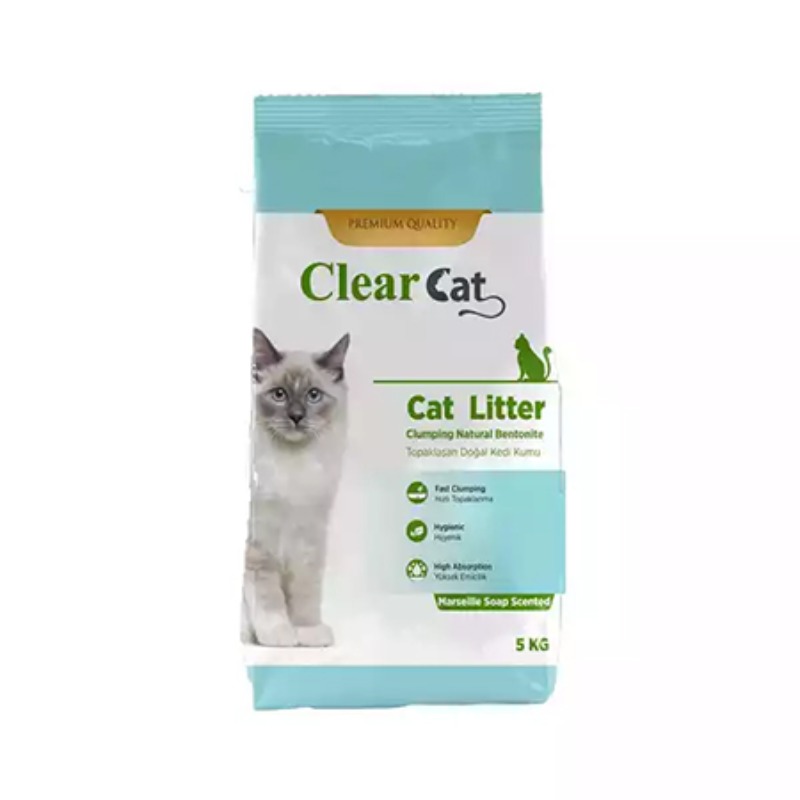 PREMIUM QUALITY
Clear Cat
Cat Litter
Clumping Natural Bentonite
Topaklaşan Doğal Kedi Kumu
Fast Clumping
Hızlı Topaklanma
Hygienic
Hijyenik
High Absorption
Yüksek Emicilik
Marseille Soap Scented
5 KG